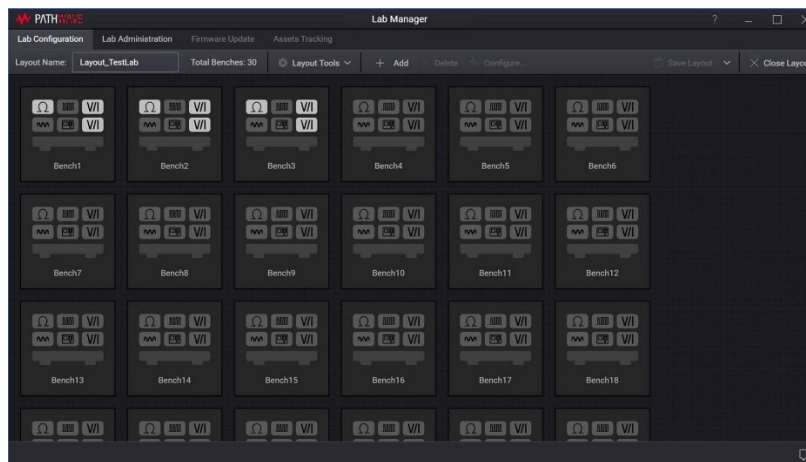 PATHWAVE Lab Manager ?
Lab Configuration Lab Administration Firmware Update Assets Tracking
Layout Name: Layout_TestLab Total Benches: 30 Layout Tools + Add Delete Configure... Save Layout Close Layou
Ω V/I Ω V/I Ω V/I Ω V/I Ω V/I Ω V/I
V/I V/I V/I V/I V/I V/I
Bench1 Bench2 Bench3 Bench4 Bench5 Bench6
Ω V/I Ω V/I Ω V/I Ω V/I Ω V/I Ω V/I
V/I V/I V/I V/I V/I V/I
Bench7 Bench8 Bench9 Bench10 Bench11 Bench12
Ω V/I Ω V/I Ω V/I Ω V/I Ω V/I Ω V/I
V/I V/I V/I V/I V/I V/I
Bench13 Bench14 Bench15 Bench16 Bench17 Bench18
Ω V/I Ω V/I Ω V/I Ω V/I Ω V/I Ω V/I